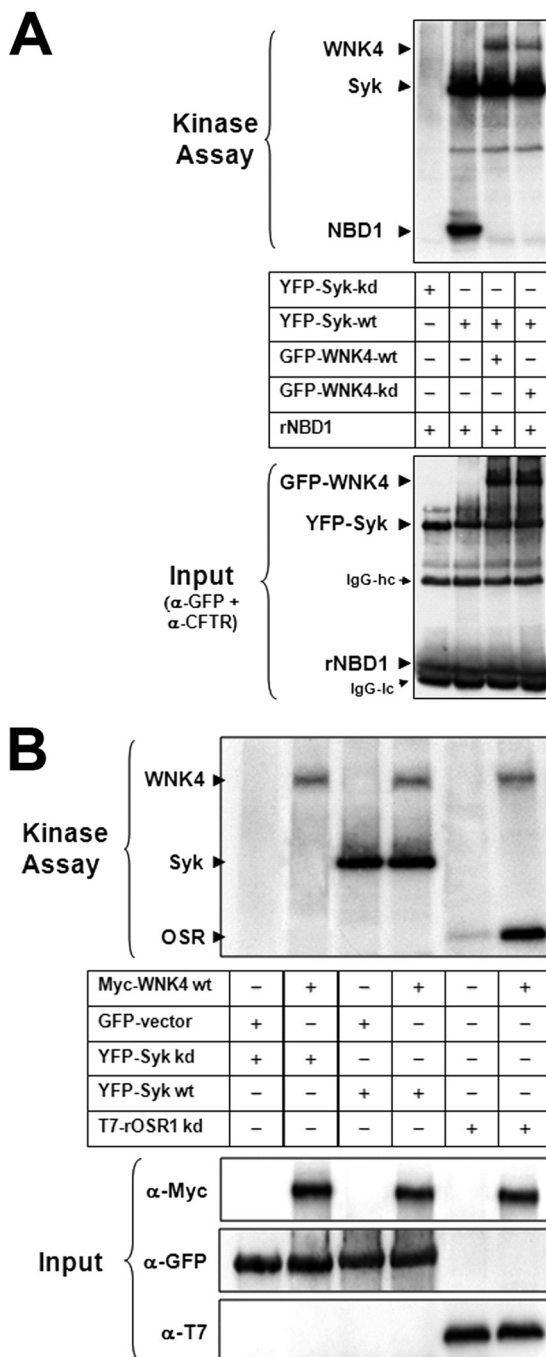 A
WNK4
Syk
Kinase
Assay
NBD1
YFP-Syk-kd + – – –
YFP-Syk-wt – + + +
GFP-WNK4-wt – – + –
GFP-WNK4-kd – – – +
rNBD1 + + + +
GFP-WNK4
YFP-Syk
Input
(α-GFP +
α-CFTR)
IgG-hc
rNBD1
IgG-lc
B
WNK4
Kinase
Assay
Syk
OSR
Myc-WNK4 wt – + – + – +
GFP-vector + – + – – –
YFP-Syk kd + + – – – –
YFP-Syk wt – – + + – –
T7-rOSR1 kd – – – – + +
α-Myc
Input
α-GFP
α-T7